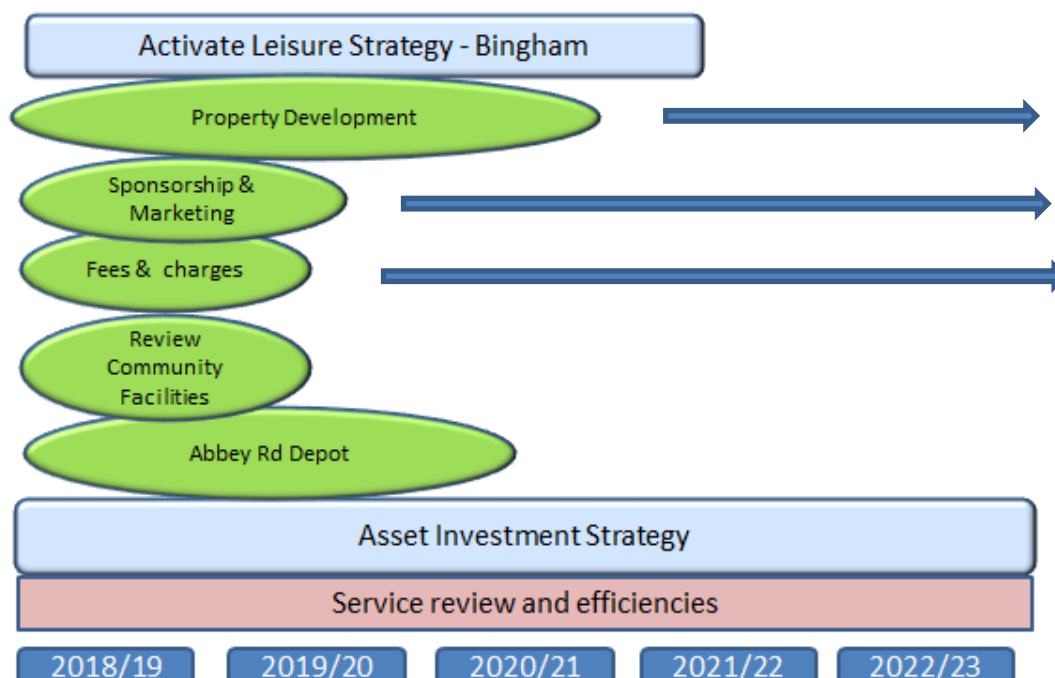 Activate Leisure Strategy - Bingham
Property Development
Sponsorship &
Marketing
Fees & charges
Review
Community
Facilities
Abbey Rd Depot
Asset Investment Strategy
Service review and efficiencies
2018/19 2019/20 2020/21 2021/22 2022/23